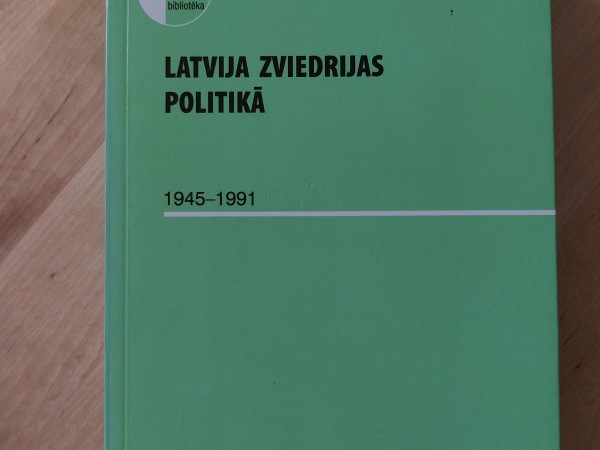 bibliotēka
LATVIJA ZVIEDRIJAS
POLITIKĀ
1945–1991